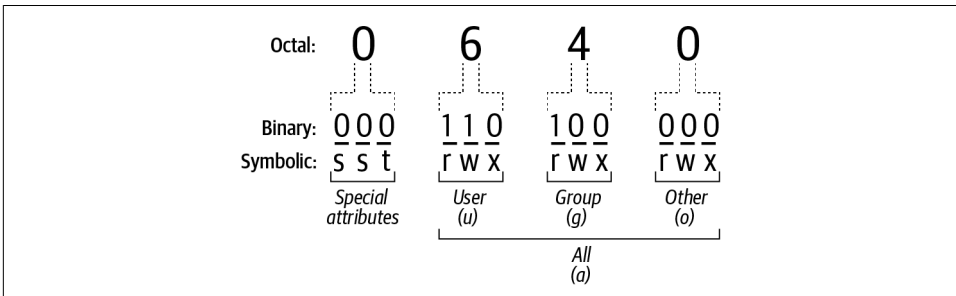 Octal: 0 6 4 0
Binary: 0 0 0 1 1 0 1 0 0 0 0 0
Symbolic: s s t r w x r w x r w x
Special attributes User (u) Group (g) Other (o)
All
(a)